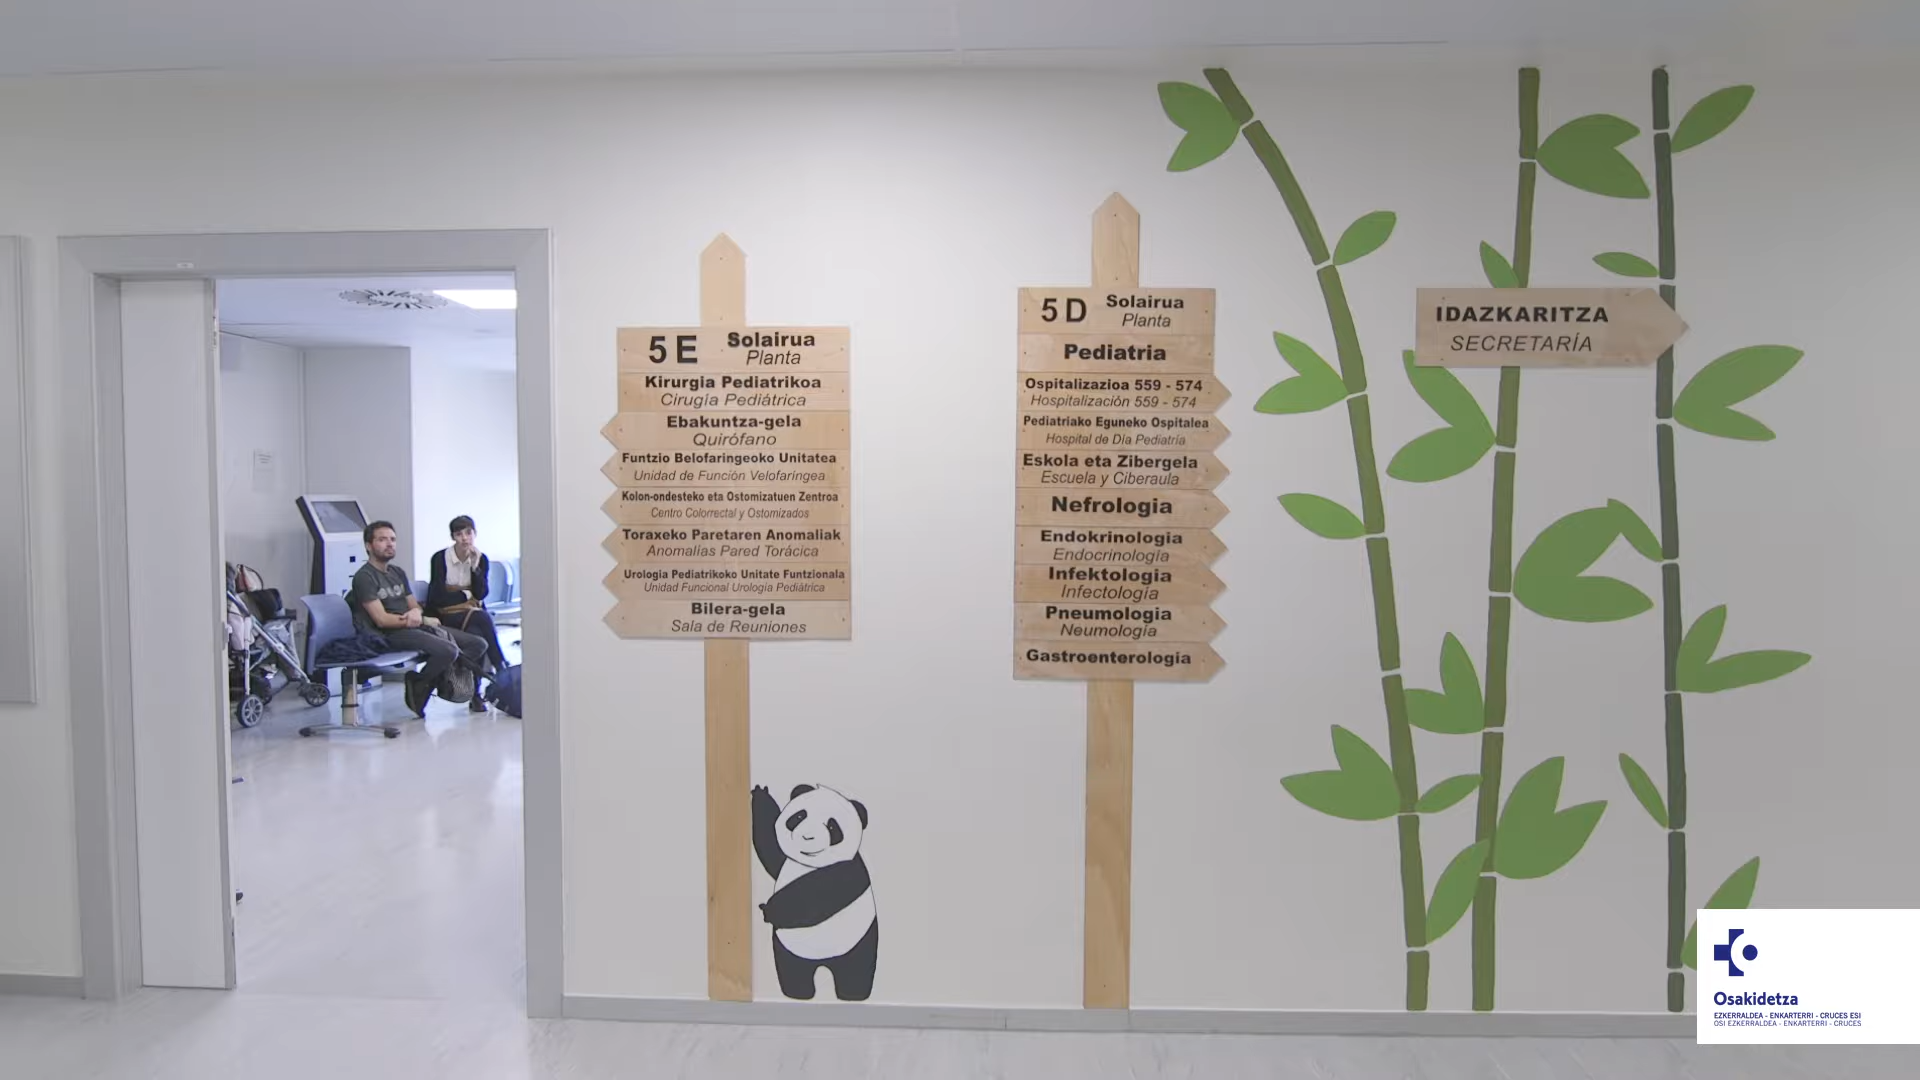 5 E Solairua
Planta
Kirurgia Pediatrikoa
Cirugía Pediátrica
Ebakuntza-gela
Quirófano
Funtzio Belofaringeoko Unitatea
Unidad de Función Velofaríngea
Kolon-ondesteko eta Ostomizatuen Zentroa
Centro Colorrectal y Ostomizados
Toraxeko Paretaren Anomaliak
Anomalías Pared Torácica
Urologia Pediatrikoko Unitate Funtzionala
Unidad Funcional Urología Pediátrica
Bilera-gela
Sala de Reuniones
5 D Solairua
Planta
Pediatria
Ospitalizazioa 559 - 574
Hospitalización 559 - 574
Pediatriako Eguneko Ospitalea
Hospital de Día Pediatría
Eskola eta Zibergela
Escuela y Ciberaula
Nefrologia
Endokrinologia
Endocrinología
Infektologia
Infectología
Pneumologia
Neumología
Gastroenterologia
IDAZKARITZA
SECRETARÍA
Osakidetza
EZKERRALDEA - ENKARTERRI - CRUCES ESI
OSI EZKERRALDEA - ENKARTERRI - CRUCES